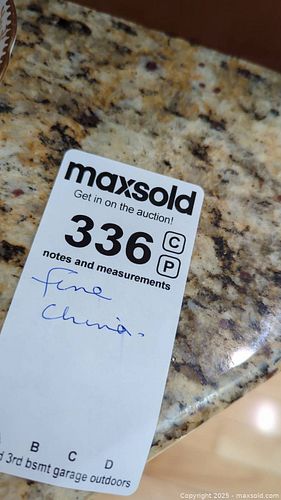 maxsold
Get in on the auction!
336 C
P
notes and measurements
fine
china.
B C D
3rd bsmt garage outdoors
Copyright 2025 - maxsold.com